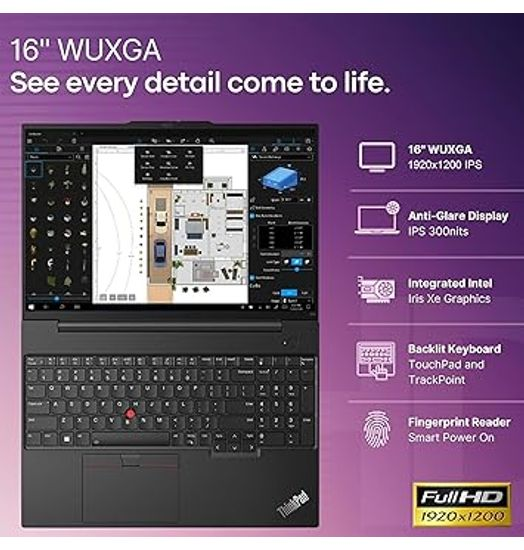 16" WUXGA
See every detail come to life.
16" WUXGA
1920x1200 IPS
Anti-Glare Display
IPS 300nits
Integrated Intel
Iris Xe Graphics
Backlit Keyboard
TouchPad and
TrackPoint
Fingerprint Reader
Smart Power On
ThinkPad
Full HD
1920x1200